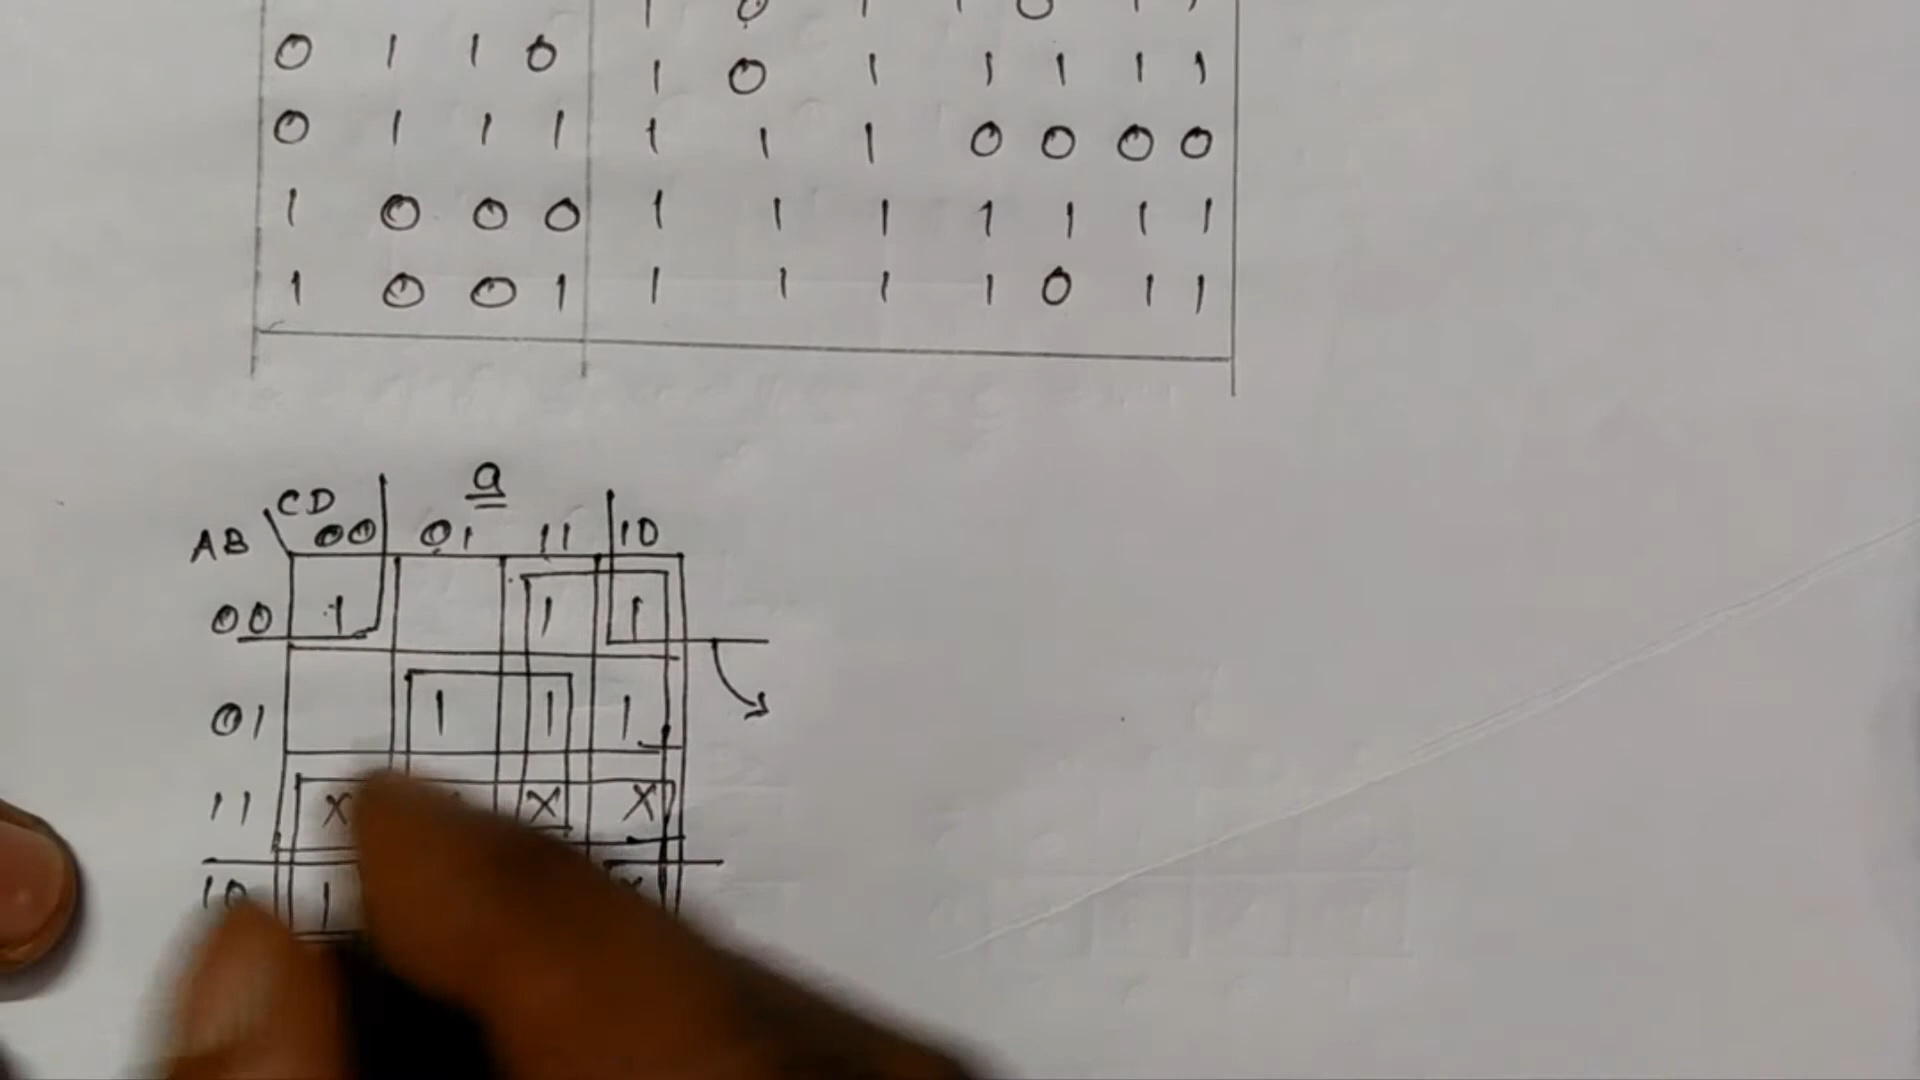 0 1 1 0 1 0 1 1 1 1 1
0 1 1 1 1 1 1 0 0 0 0
1 0 0 0 1 1 1 1 1 1 1
1 0 0 1 1 1 1 1 0 1 1
a
CD
AB 00 01 11 10
00 1 1 1
01 1 1 1
11 X X X
10 1